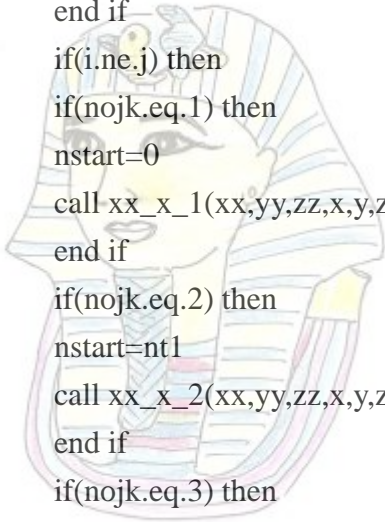 end if
if(i.ne.j) then
if(nojk.eq.1) then
nstart=0
call xx_x_1(xx,yy,zz,x,y,z
end if
if(nojk.eq.2) then
nstart=nt1
call xx_x_2(xx,yy,zz,x,y,z
end if
if(nojk.eq.3) then